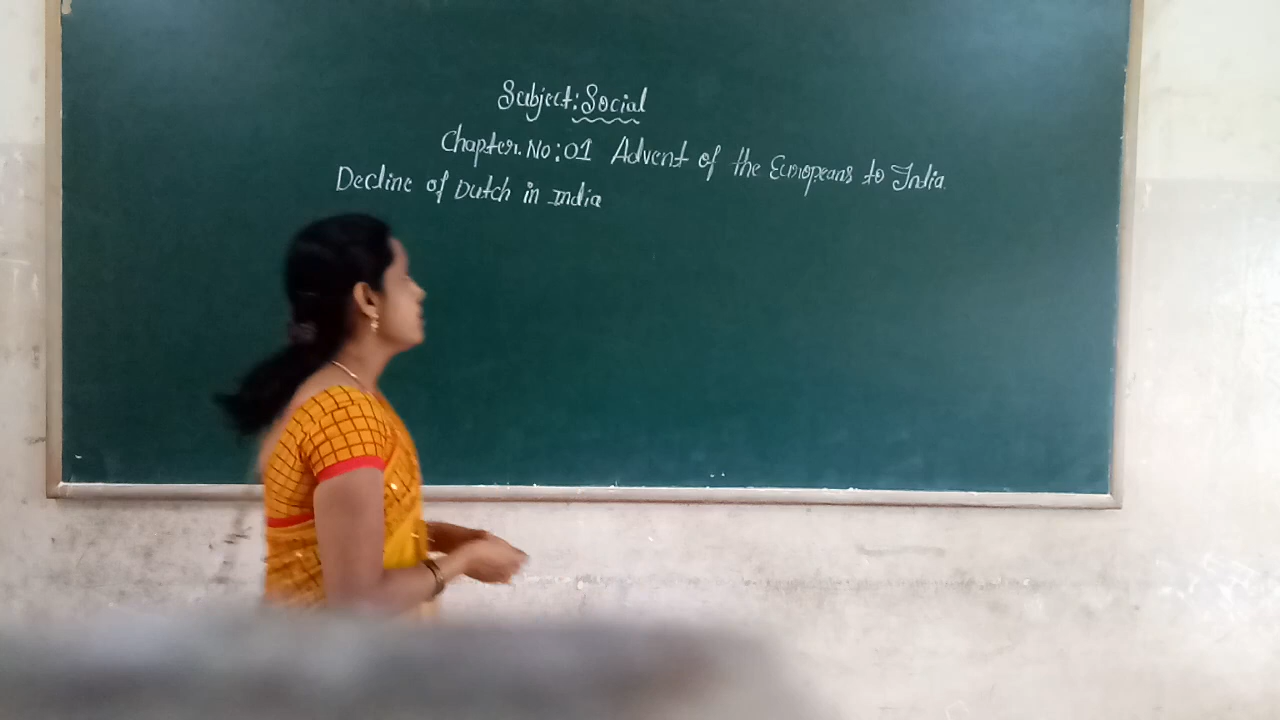 Subject: Social
Chapter. No: 01 Advent of the Europeans to India
Decline of Dutch in India